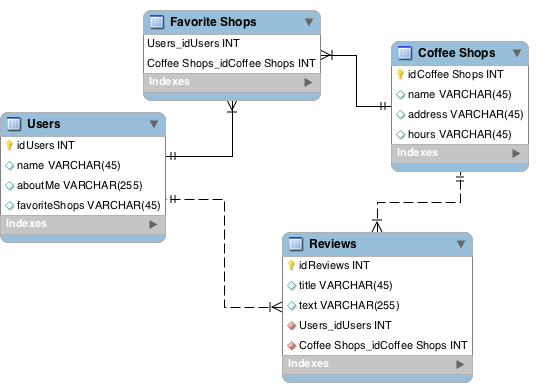 Favorite Shops
Users_idUsers INT
Coffee Shops_idCoffee Shops INT
Indexes
Coffee Shops
idCoffee Shops INT
name VARCHAR(45)
address VARCHAR(45)
hours VARCHAR(45)
Indexes
Users
idUsers INT
name VARCHAR(45)
aboutMe VARCHAR(255)
favoriteShops VARCHAR(45)
Indexes
Reviews
idReviews INT
title VARCHAR(45)
text VARCHAR(255)
Users_idUsers INT
Coffee Shops_idCoffee Shops INT
Indexes